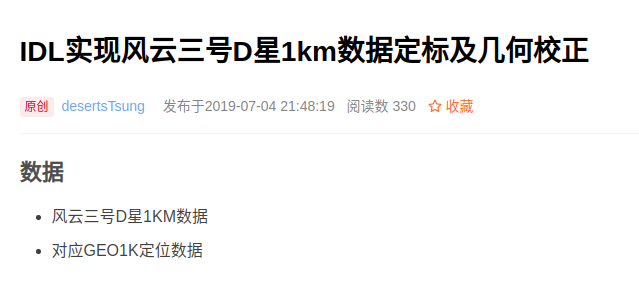 IDL实现风云三号D星1km数据定标及几何校正
原创 desertsTsung 发布于2019-07-04 21:48:19 阅读数 330 ☆ 收藏
数据
• 风云三号D星1KM数据
• 对应GEO1K定位数据